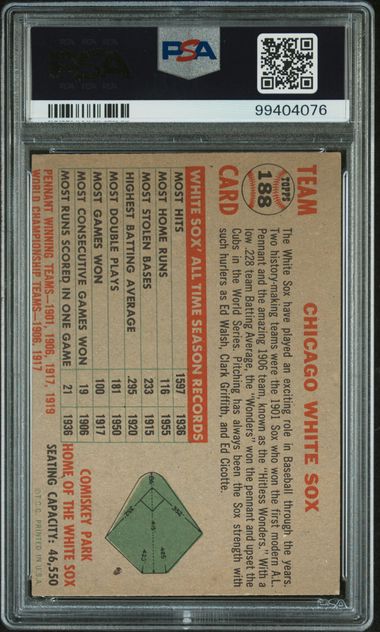 PSA
99404076
TEAM
CARD
TOPPS
188
CHICAGO WHITE SOX
The White Sox have played an exciting role in Baseball through the years.
Two history-making teams were the 1901 Sox who won the first modern A.L.
Pennant and the amazing 1906 team, known as the "Hitless Wonders." With a
low .228 team Batting Average, the "Wonders" won the pennant and upset the
Cubs in the World Series. Pitching has always been the Sox strength with
such hurlers as Ed Walsh, Clark Griffith, and Ed Cicotte.
WHITE SOX' ALL TIME SEASON RECORDS
MOST HITS 1597 1936
MOST HOME RUNS 116 1955
MOST STOLEN BASES 233 1915
HIGHEST BATTING AVERAGE .295 1920
MOST DOUBLE PLAYS 181 1950
MOST GAMES WON 100 1917
MOST CONSECUTIVE GAMES WON 19 1906
MOST RUNS SCORED IN ONE GAME 21 1936
PENNANT WINNING TEAMS—1901, 1906, 1917, 1919
WORLD CHAMPIONSHIP TEAMS—1906, 1917
352
COMISKEY PARK
HOME OF THE WHITE SOX
SEATING CAPACITY: 46,550
©T.C.G. PRINTED IN U.S.A.
PSA